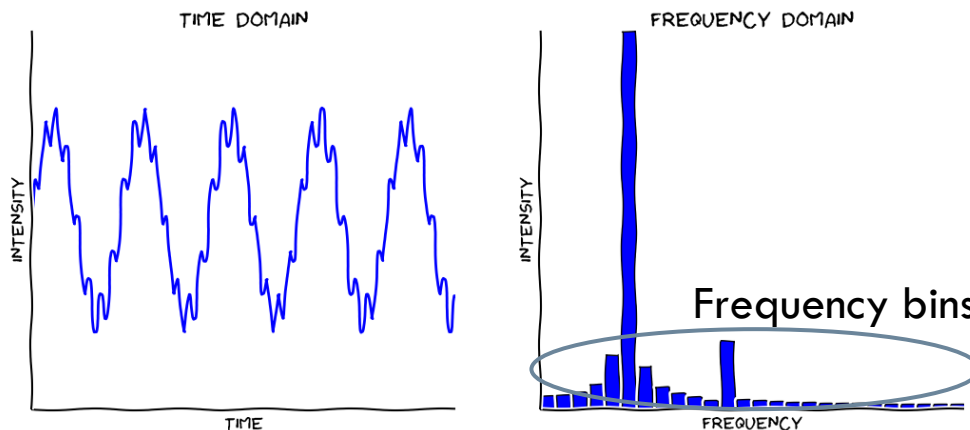 TIME DOMAIN
INTENSITY
TIME
FREQUENCY DOMAIN
INTENSITY
Frequency bins
FREQUENCY